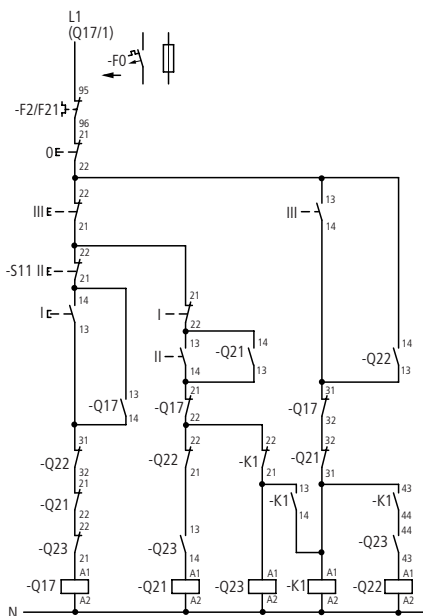 L1
(Q17/1)
-F0
95
-F2/F21
96
21
0
22
22
III
21
13
III
14
22
-S11 II
21
14
I
13
21
I
22
13
II
14
14
-Q21
13
14
-Q22
13
13
-Q17
14
21
-Q17
22
31
-Q17
32
31
-Q22
32
22
-Q22
21
22
-K1
21
32
-Q21
31
21
-Q21
22
13
-K1
14
43
-K1
44
22
-Q23
21
13
-Q23
14
44
-Q23
43
A1
-Q17
A2
A1
-Q21
A2
A1
-Q23
A2
A1
-K1
A2
A1
-Q22
A2
N